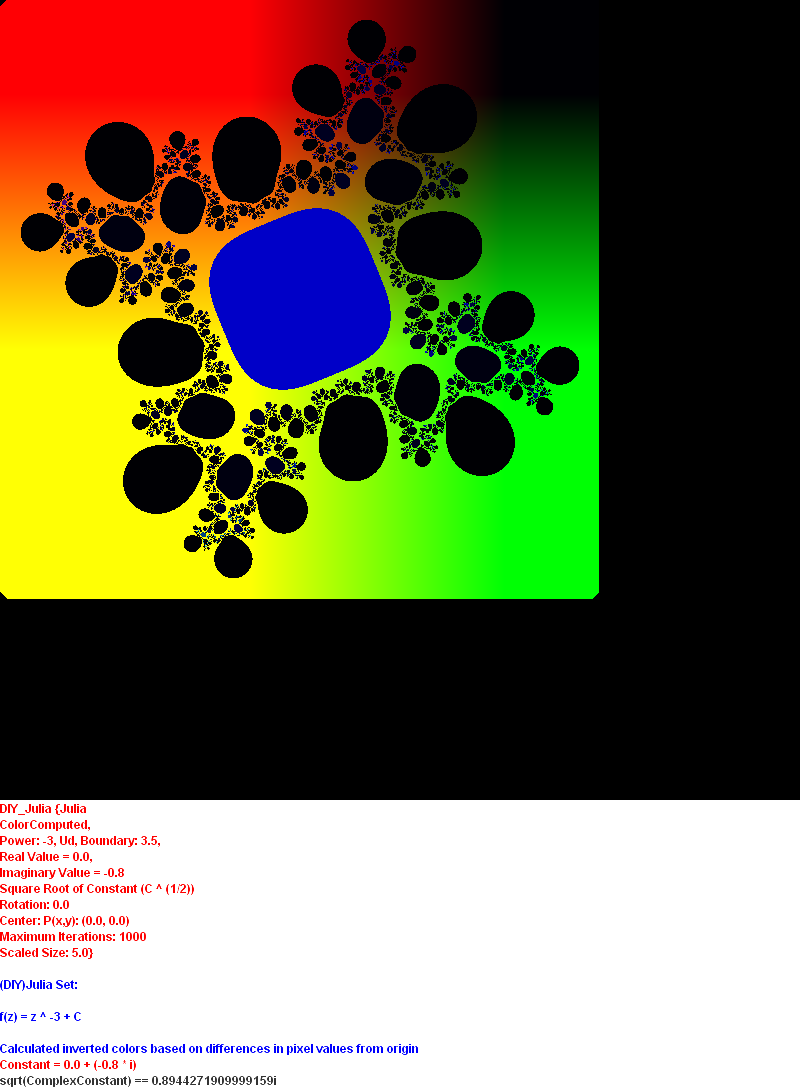 DIY_Julia {Julia
ColorComputed,
Power: -3, Ud, Boundary: 3.5,
Real Value = 0.0,
Imaginary Value = -0.8
Square Root of Constant (C ^ (1/2))
Rotation: 0.0
Center: P(x,y): (0.0, 0.0)
Maximum Iterations: 1000
Scaled Size: 5.0}
(DIY)Julia Set:
f(z) = z ^ -3 + C
Calculated inverted colors based on differences in pixel values from origin
Constant = 0.0 + (-0.8 * i)
sqrt(ComplexConstant) == 0.8944271909999159i